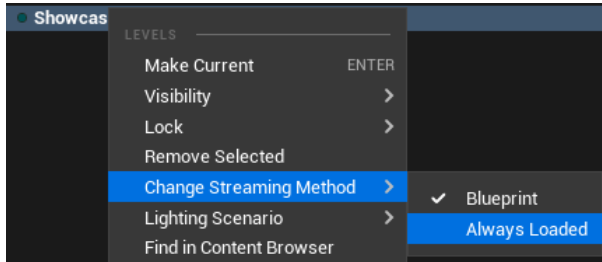 Showcas
LEVELS
Make Current ENTER
Visibility
Lock
Remove Selected
Change Streaming Method
Blueprint
Lighting Scenario
Always Loaded
Find in Content Browser